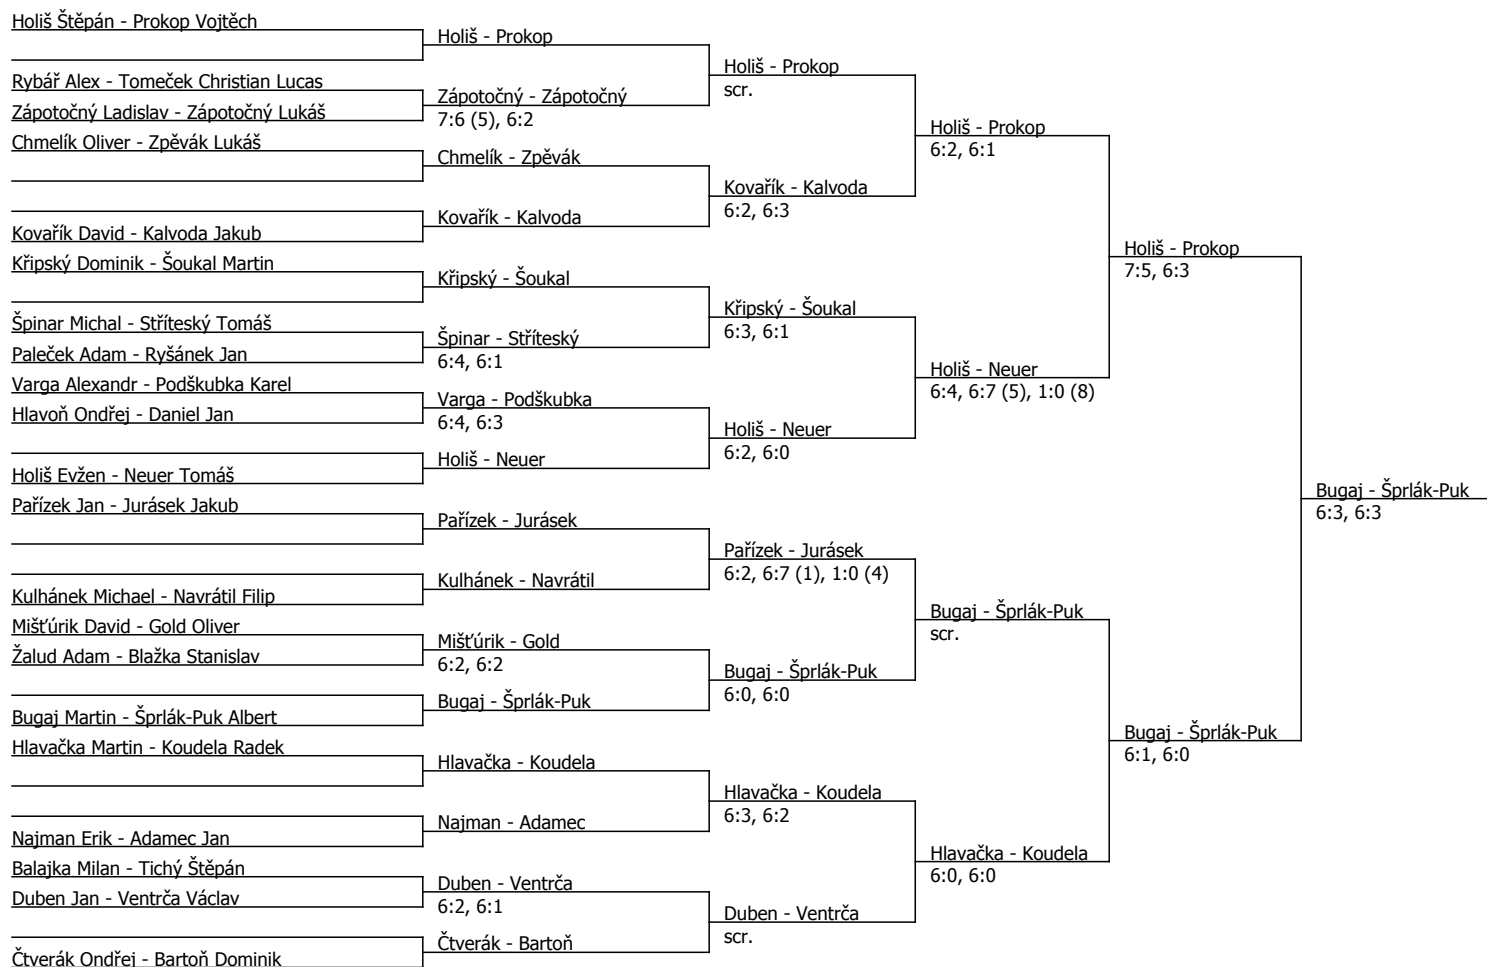 Holiš Štěpán - Prokop Vojtěch
Rybář Alex - Tomeček Christian Lucas
Zápotočný Ladislav - Zápotočný Lukáš
Chmelík Oliver - Zpěvák Lukáš
Kovařík David - Kalvoda Jakub
Křipský Dominik - Šoukal Martin
Špinar Michal - Stříteský Tomáš
Paleček Adam - Ryšánek Jan
Varga Alexandr - Podškubka Karel
Hlavoň Ondřej - Daniel Jan
Holiš Evžen - Neuer Tomáš
Pařízek Jan - Jurásek Jakub
Kulhánek Michael - Navrátil Filip
Mišťúrik David - Gold Oliver
Žalud Adam - Blažka Stanislav
Bugaj Martin - Šprlák-Puk Albert
Hlavačka Martin - Koudela Radek
Najman Erik - Adamec Jan
Balajka Milan - Tichý Štěpán
Duben Jan - Ventrča Václav
Čtverák Ondřej - Bartoň Dominik
Holiš - Prokop
Zápotočný - Zápotočný
7:6 (5), 6:2
Chmelík - Zpěvák
Kovařík - Kalvoda
Křipský - Šoukal
Špinar - Stříteský
6:4, 6:1
Varga - Podškubka
6:4, 6:3
Holiš - Neuer
Pařízek - Jurásek
Kulhánek - Navrátil
Mišťúrik - Gold
6:2, 6:2
Bugaj - Šprlák-Puk
Hlavačka - Koudela
Najman - Adamec
Duben - Ventrča
6:2, 6:1
Čtverák - Bartoň
Holiš - Prokop
scr.
Kovařík - Kalvoda
6:2, 6:3
Křipský - Šoukal
6:3, 6:1
Holiš - Neuer
6:2, 6:0
Pařízek - Jurásek
6:2, 6:7 (1), 1:0 (4)
Bugaj - Šprlák-Puk
6:0, 6:0
Hlavačka - Koudela
6:3, 6:2
Duben - Ventrča
scr.
Holiš - Prokop
6:2, 6:1
Holiš - Neuer
6:4, 6:7 (5), 1:0 (8)
Bugaj - Šprlák-Puk
scr.
Hlavačka - Koudela
6:0, 6:0
Holiš - Prokop
7:5, 6:3
Bugaj - Šprlák-Puk
6:1, 6:0
Bugaj - Šprlák-Puk
6:3, 6:3